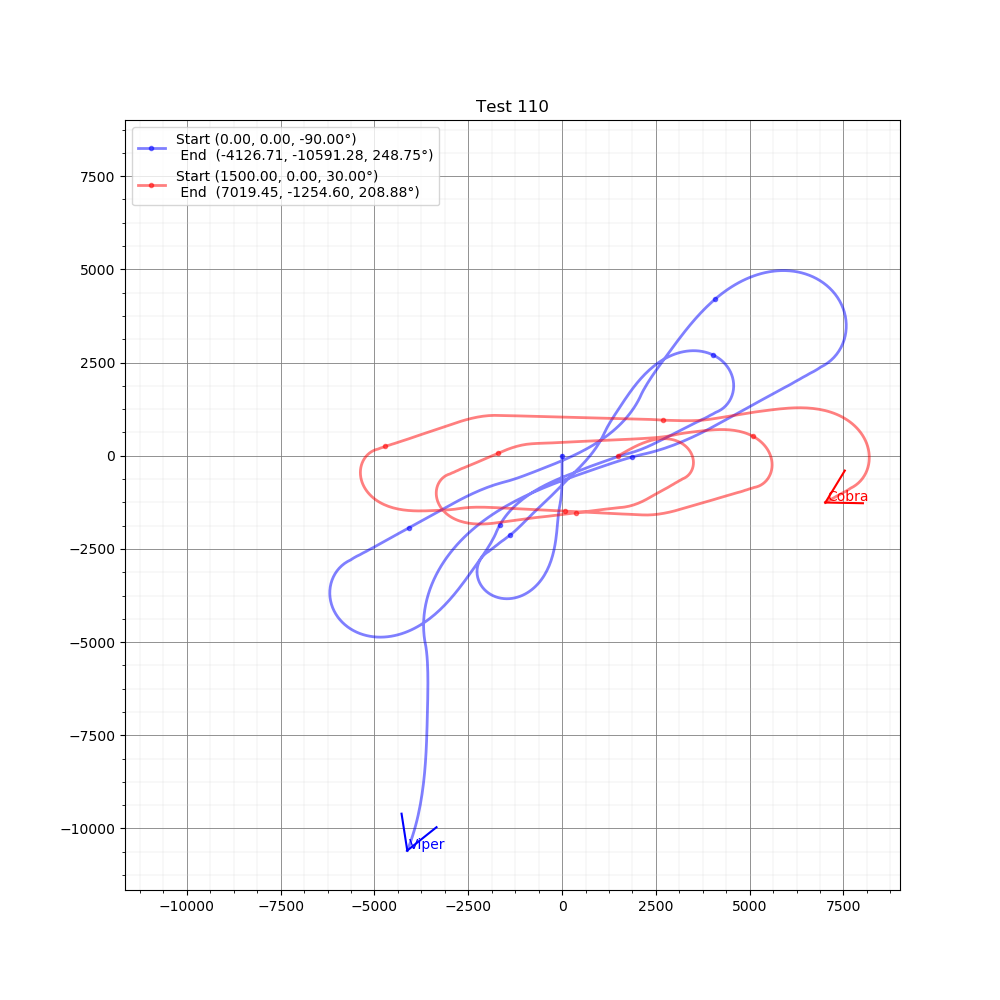 Test 110
Start (0.00, 0.00, -90.00°)
End (-4126.71, -10591.28, 248.75°)
Start (1500.00, 0.00, 30.00°)
End (7019.45, -1254.60, 208.88°)
7500
5000
2500
0
−2500
−5000
−7500
−10000
Cobra
Viper
−10000 −7500 −5000 −2500 0 2500 5000 7500